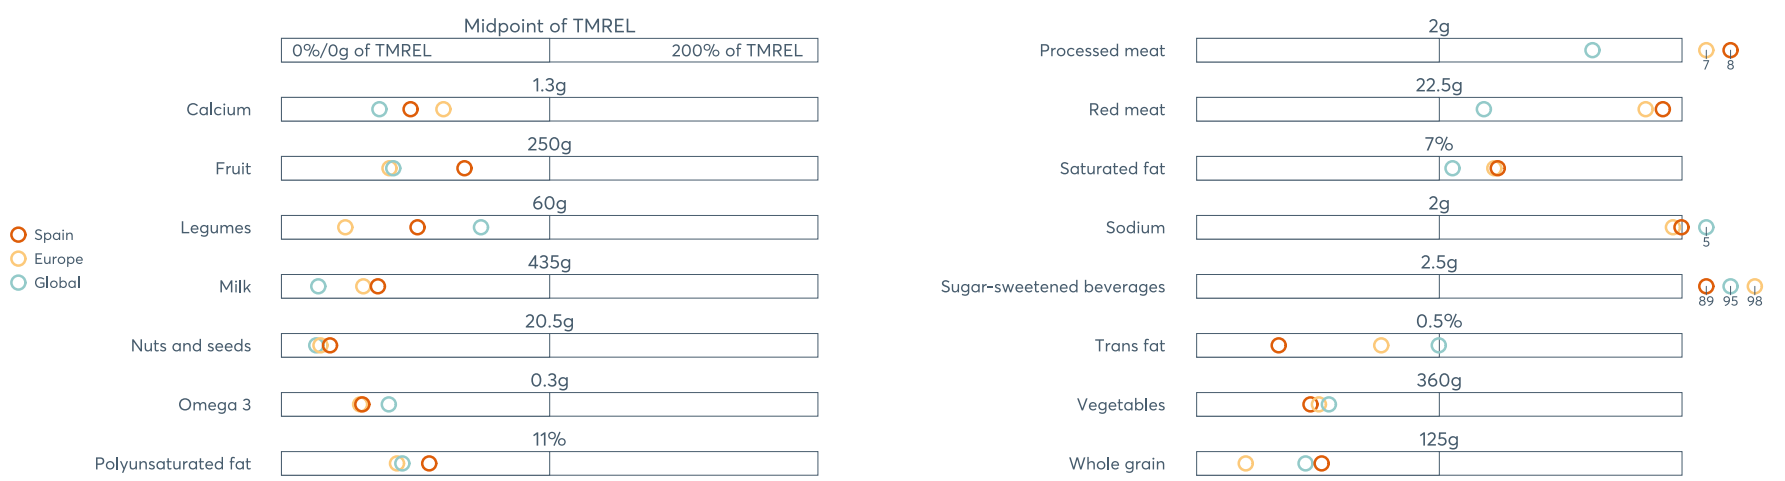 Midpoint of TMREL
0%/0g of TMREL
200% of TMREL
1.3g
Calcium
250g
Fruit
60g
Legumes
435g
Milk
20.5g
Nuts and seeds
0.3g
Omega 3
11%
Polyunsaturated fat
Spain
Europe
Global
2g
Processed meat
7
8
22.5g
Red meat
7%
Saturated fat
2g
Sodium
5
2.5g
Sugar-sweetened beverages
89
95
98
0.5%
Trans fat
360g
Vegetables
125g
Whole grain